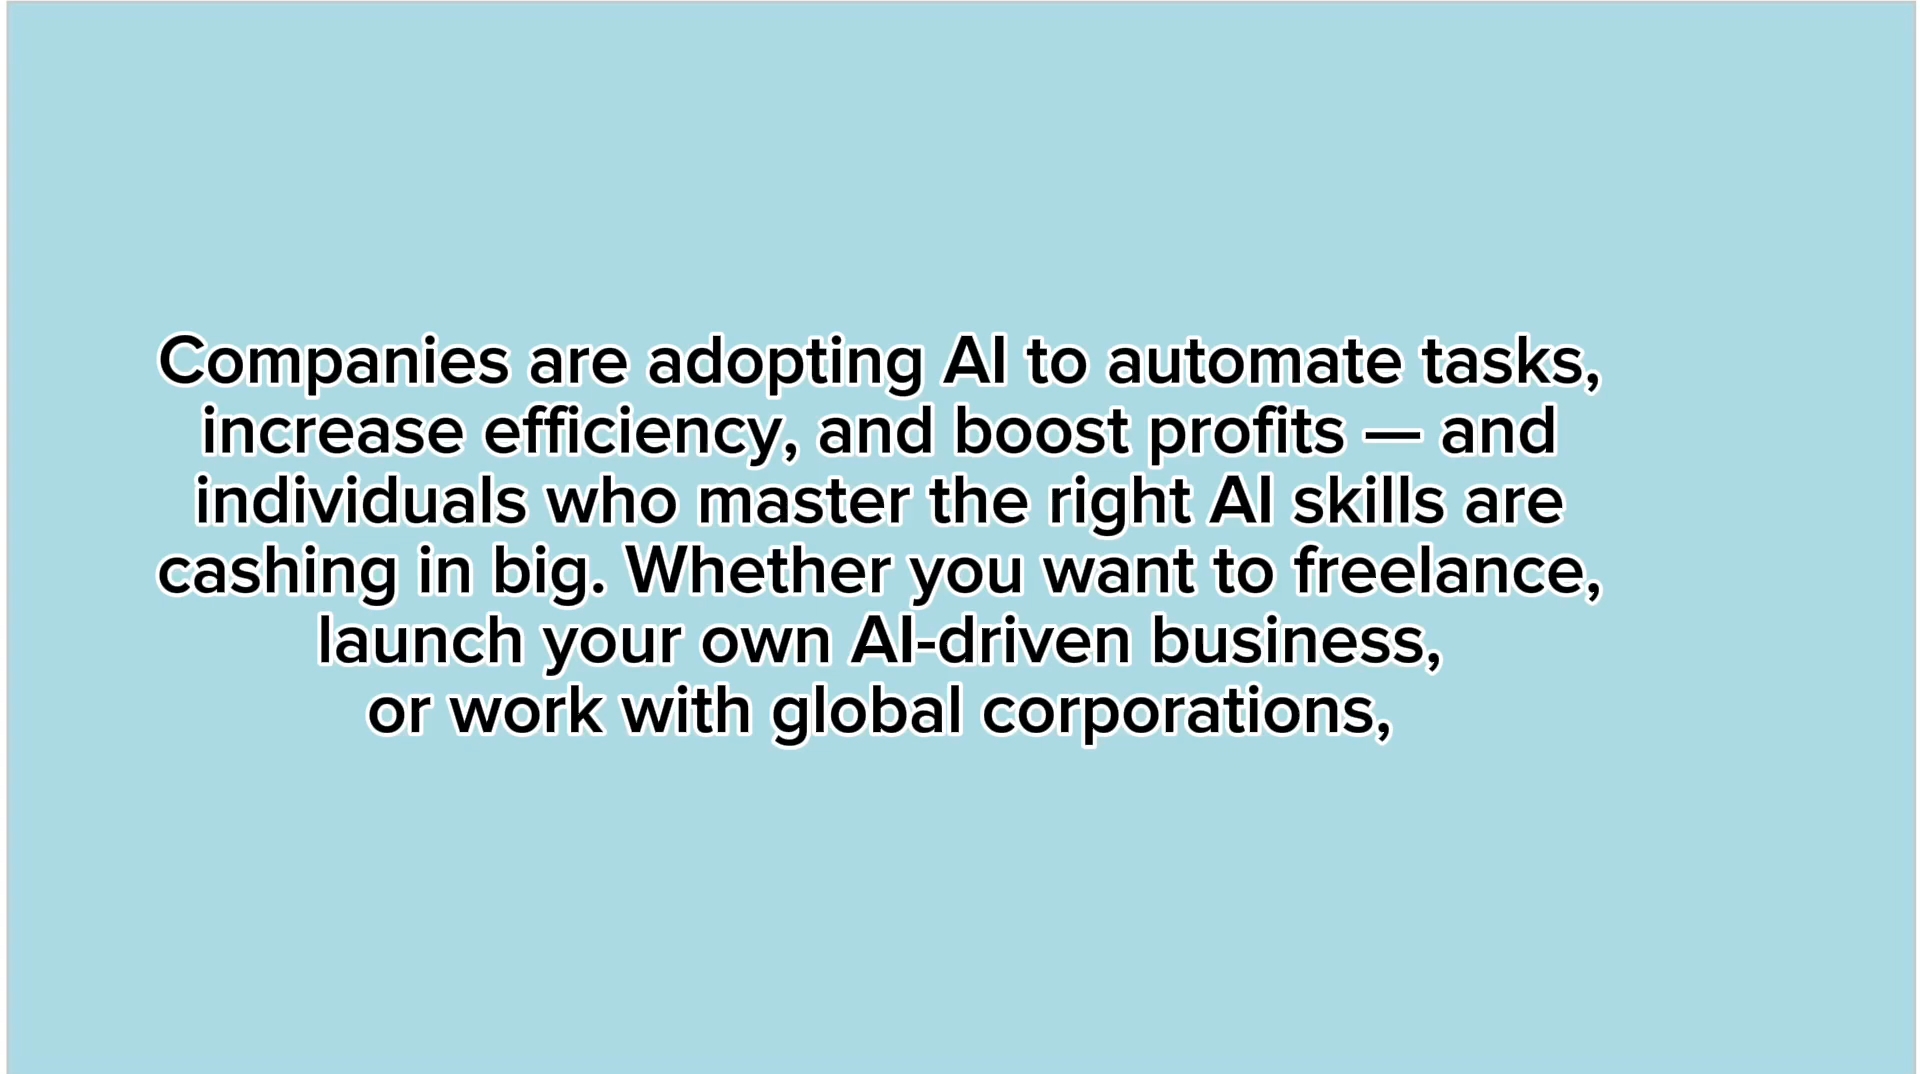 Companies are adopting AI to automate tasks,
increase efficiency, and boost profits — and
individuals who master the right AI skills are
cashing in big. Whether you want to freelance,
launch your own AI-driven business,
or work with global corporations,